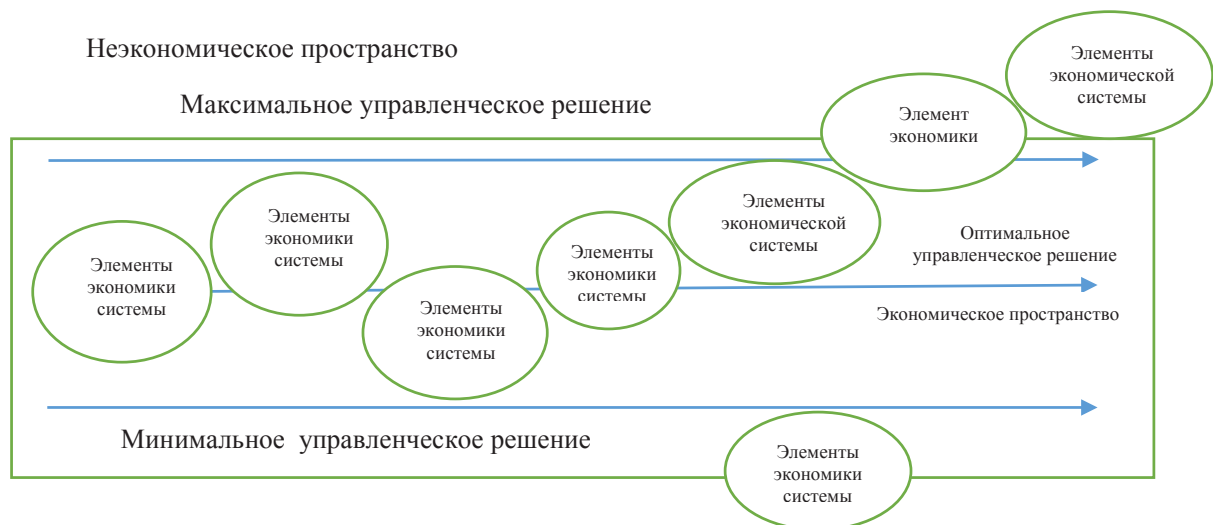 Неэкономическое пространство
Элементы
экономической
системы
Максимальное управленческое решение
Элемент
экономики
Элементы
экономики
системы
Элементы
экономической
системы
Элементы
экономики
системы
Элементы
экономики
системы
Элементы
экономики
системы
Оптимальное
управленческое решение
Экономическое пространство
Минимальное управленческое решение
Элементы
экономики
системы